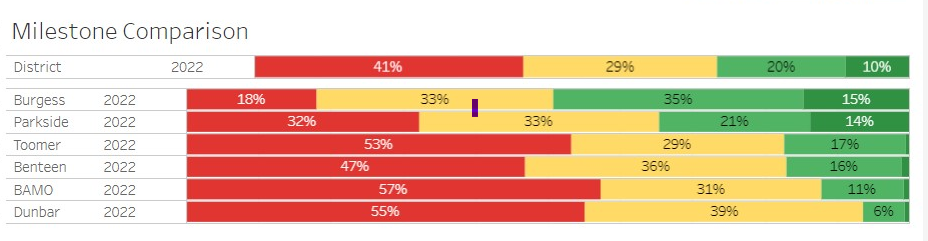 Milestone Comparison
District 2022 41% 29% 20% 10%
Burgess 2022 18% 33% 35% 15%
Parkside 2022 32% 33% 21% 14%
Toomer 2022 53% 29% 17%
Benteen 2022 47% 36% 16%
BAMO 2022 57% 31% 11%
Dunbar 2022 55% 39% 6%